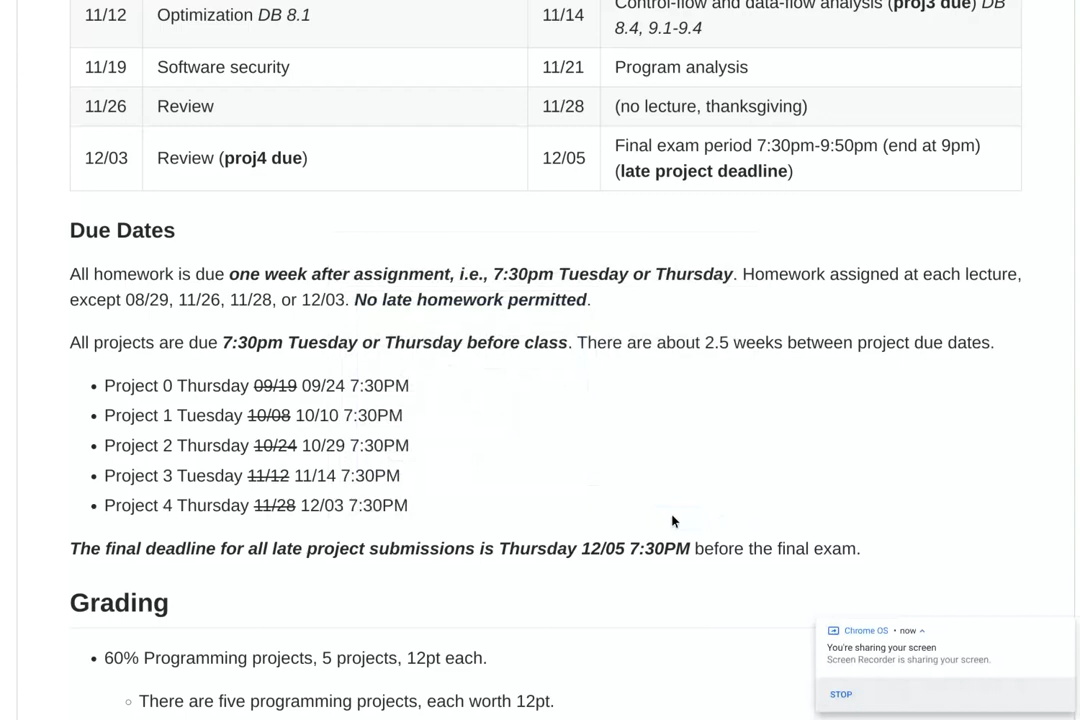 11/12 Optimization DB 8.1 11/14 Control-flow and data-flow analysis (proj3 due) DB
8.4, 9.1-9.4
11/19 Software security 11/21 Program analysis
11/26 Review 11/28 (no lecture, thanksgiving)
12/03 Review (proj4 due) 12/05 Final exam period 7:30pm-9:50pm (end at 9pm)
(late project deadline)
Due Dates
All homework is due one week after assignment, i.e., 7:30pm Tuesday or Thursday. Homework assigned at each lecture,
except 08/29, 11/26, 11/28, or 12/03. No late homework permitted.
All projects are due 7:30pm Tuesday or Thursday before class. There are about 2.5 weeks between project due dates.
• Project 0 Thursday 09/19 09/24 7:30PM
• Project 1 Tuesday 10/08 10/10 7:30PM
• Project 2 Thursday 10/24 10/29 7:30PM
• Project 3 Tuesday 11/12 11/14 7:30PM
• Project 4 Thursday 11/28 12/03 7:30PM
The final deadline for all late project submissions is Thursday 12/05 7:30PM before the final exam.
Grading
• 60% Programming projects, 5 projects, 12pt each.
◦ There are five programming projects, each worth 12pt.
Chrome OS • now
You're sharing your screen
Screen Recorder is sharing your screen.
STOP